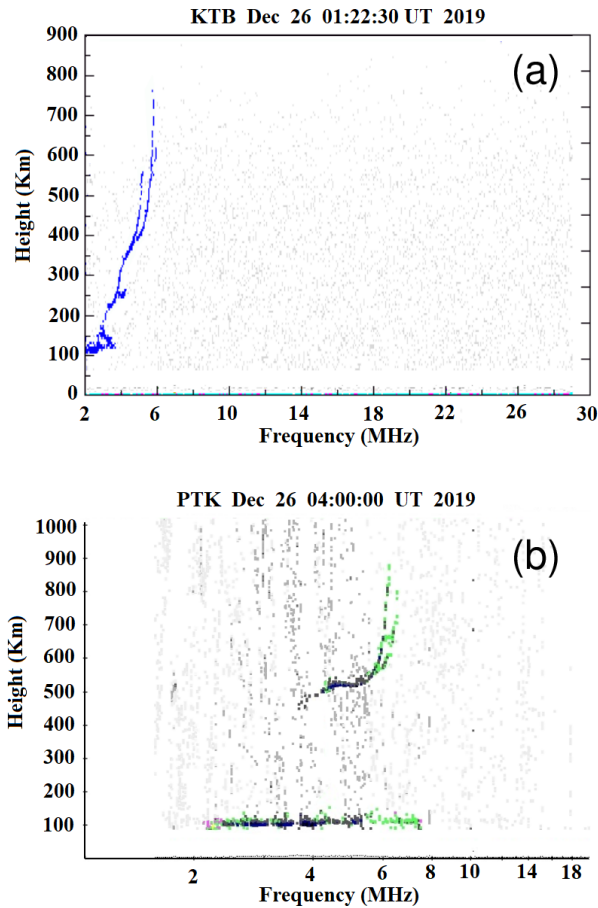 KTB Dec 26 01:22:30 UT 2019
(a)
900
800
700
600
500
400
300
200
100
0
Height (Km)
2 6 10 14 18 22 26 30
Frequency (MHz)
PTK Dec 26 04:00:00 UT 2019
(b)
1000
900
800
700
600
500
400
300
200
100
Height (Km)
2 4 6 8 10 14 18
Frequency (MHz)